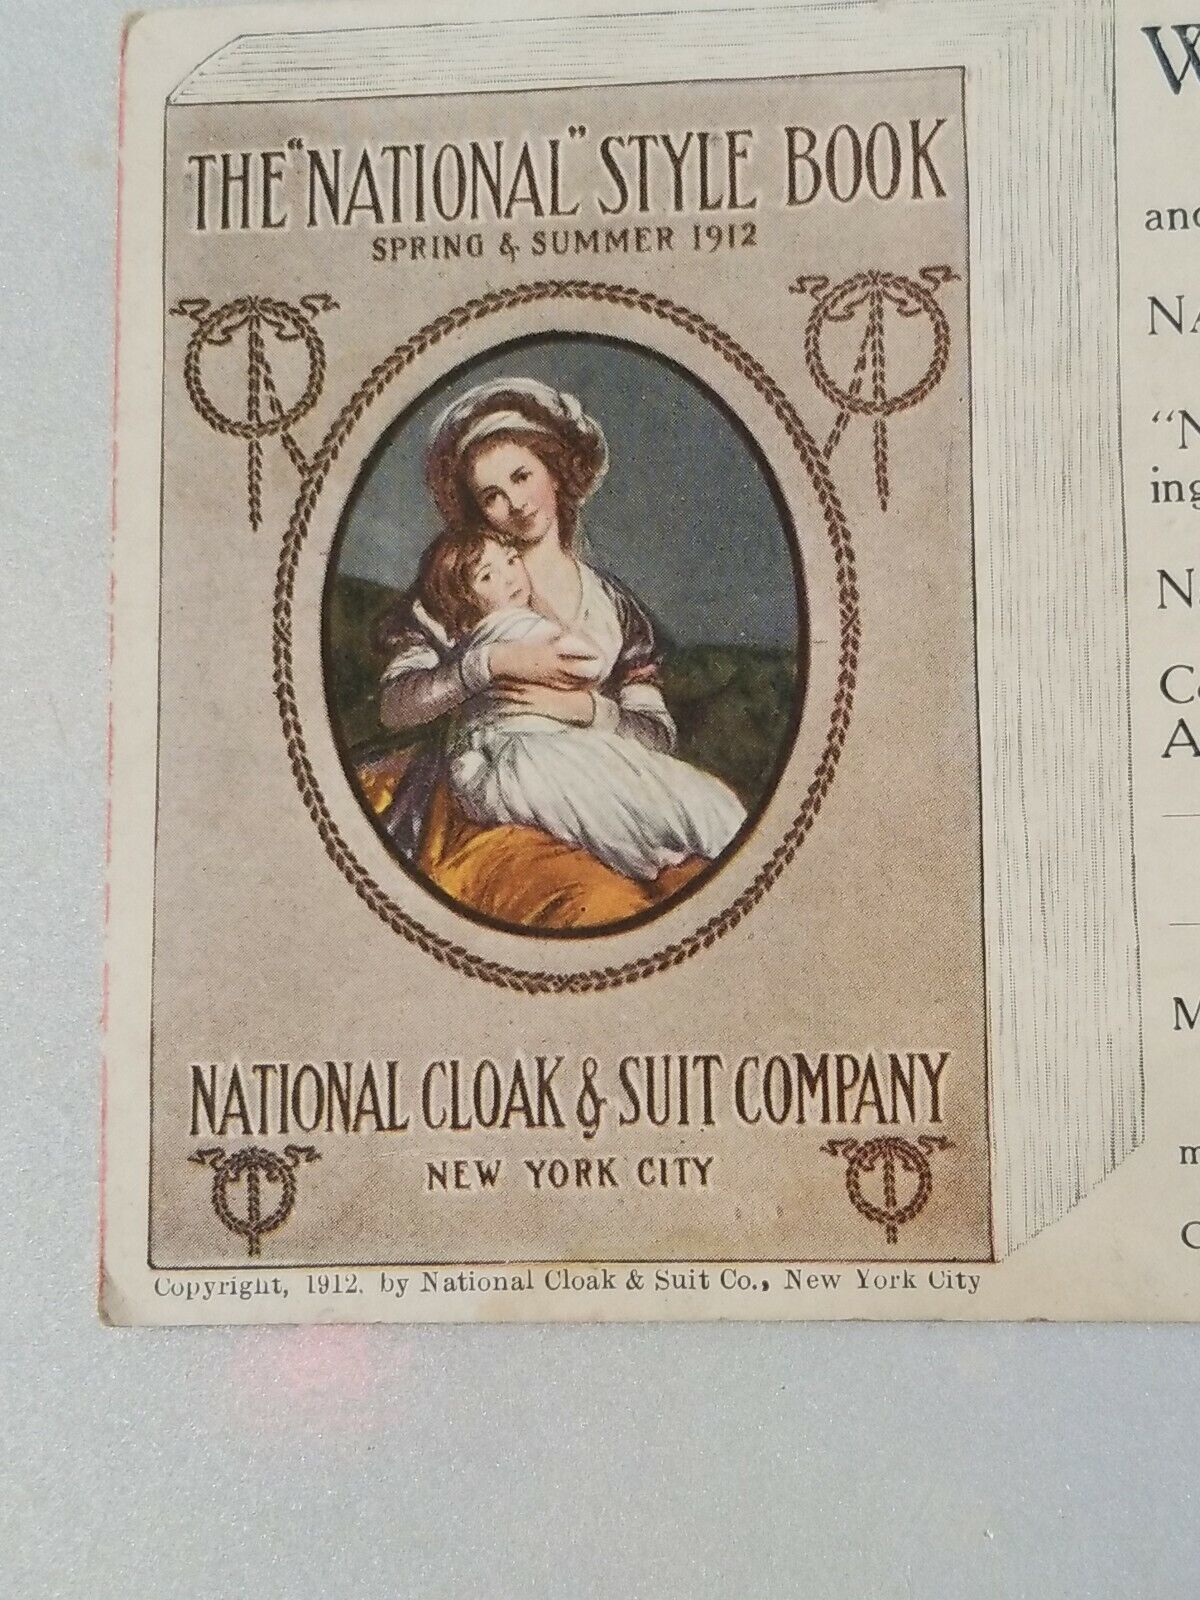 THE "NATIONAL" STYLE BOOK
SPRING & SUMMER 1912
NATIONAL CLOAK & SUIT COMPANY
NEW YORK CITY
Copyright, 1912, by National Cloak & Suit Co., New York City
and